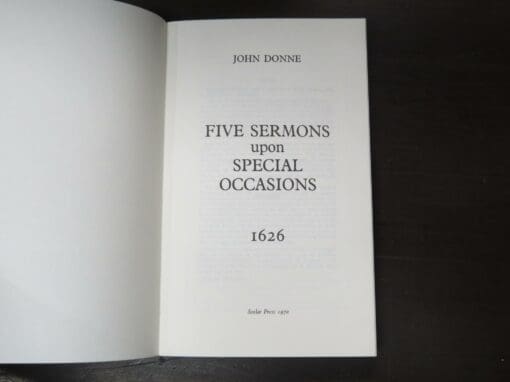 JOHN DONNE
FIVE SERMONS
upon
SPECIAL
OCCASIONS
1626
Scolar Press 1970